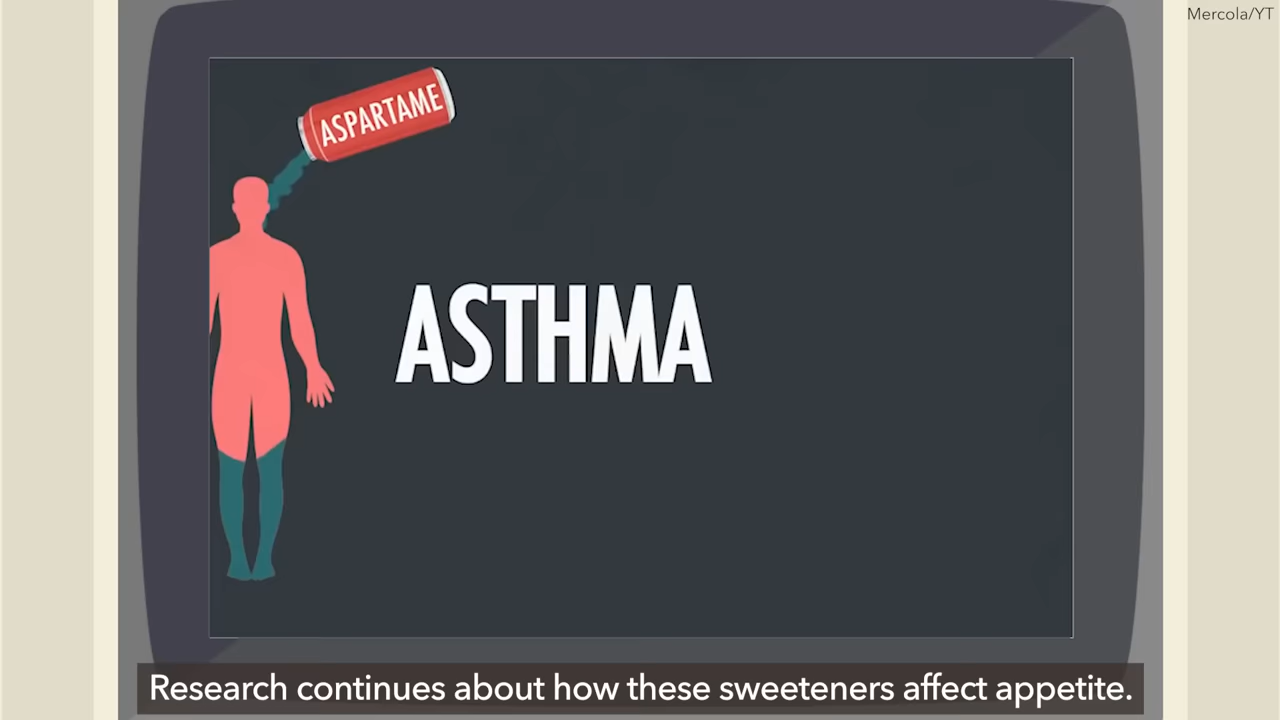 Mercola/YT
ASPARTAME
ASTHMA
Research continues about how these sweeteners affect appetite.